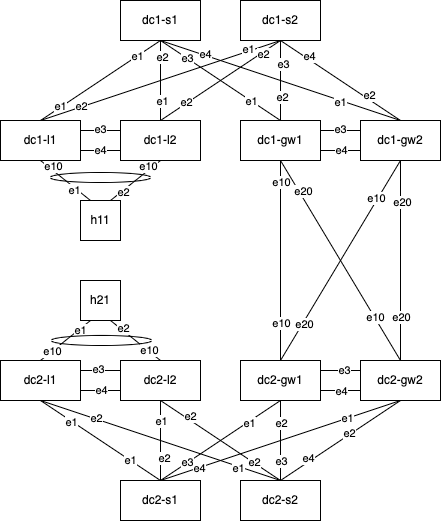 dc1-s1 dc1-s2
e1 e2 e3 e4 e1 e2 e3 e4
e1 e2 e1 e2 e1 e2 e1 e2
dc1-l1 e3 dc1-l2 dc1-gw1 e3 dc1-gw2
e4 e4
e10 e10
e1 e2
h11
e10 e20 e10 e20
h21
e1 e2
e10 e10
e10 e20 e10 e20
dc2-l1 e3 dc2-l2 dc2-gw1 e3 dc2-gw2
e4 e4
e1 e2 e1 e2 e1 e2 e1 e2
e1 e2 e3 e4 e1 e2 e3 e4
dc2-s1 dc2-s2